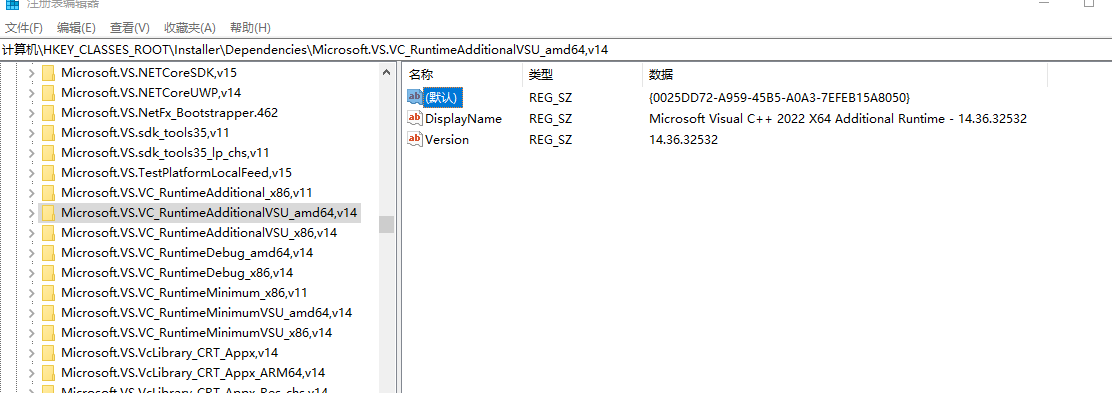 注册表编辑器
文件(F) 编辑(E) 查看(V) 收藏夹(A) 帮助(H)
计算机\HKEY_CLASSES_ROOT\Installer\Dependencies\Microsoft.VS.VC_RuntimeAdditionalVSU_amd64,v14
Microsoft.VS.NETCoreSDK,v15
Microsoft.VS.NETCoreUWP,v14
Microsoft.VS.NetFx_Bootstrapper.462
Microsoft.VS.sdk_tools35,v11
Microsoft.VS.sdk_tools35_lp_chs,v11
Microsoft.VS.TestPlatformLocalFeed,v15
Microsoft.VS.VC_RuntimeAdditional_x86,v11
Microsoft.VS.VC_RuntimeAdditionalVSU_amd64,v14
Microsoft.VS.VC_RuntimeAdditionalVSU_x86,v14
Microsoft.VS.VC_RuntimeDebug_amd64,v14
Microsoft.VS.VC_RuntimeDebug_x86,v14
Microsoft.VS.VC_RuntimeMinimum_x86,v11
Microsoft.VS.VC_RuntimeMinimumVSU_amd64,v14
Microsoft.VS.VC_RuntimeMinimumVSU_x86,v14
Microsoft.VS.VcLibrary_CRT_Appx,v14
Microsoft.VS.VcLibrary_CRT_Appx_ARM64,v14
Microsoft.VS.VcLibrary_CRT_Appx_Res_chs,v14
名称 类型 数据
(默认) REG_SZ {0025DD72-A959-45B5-A0A3-7EFEB15A8050}
DisplayName REG_SZ Microsoft Visual C++ 2022 X64 Additional Runtime - 14.36.32532
Version REG_SZ 14.36.32532